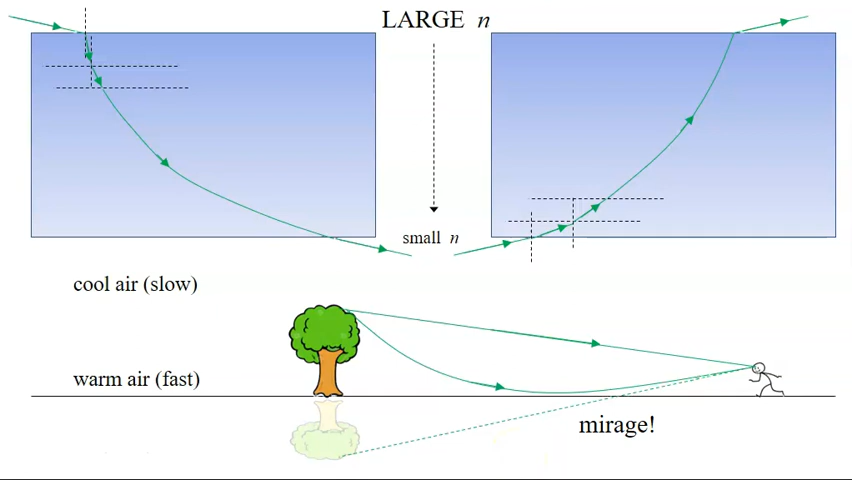 LARGE n
small n
cool air (slow)
warm air (fast)
mirage!